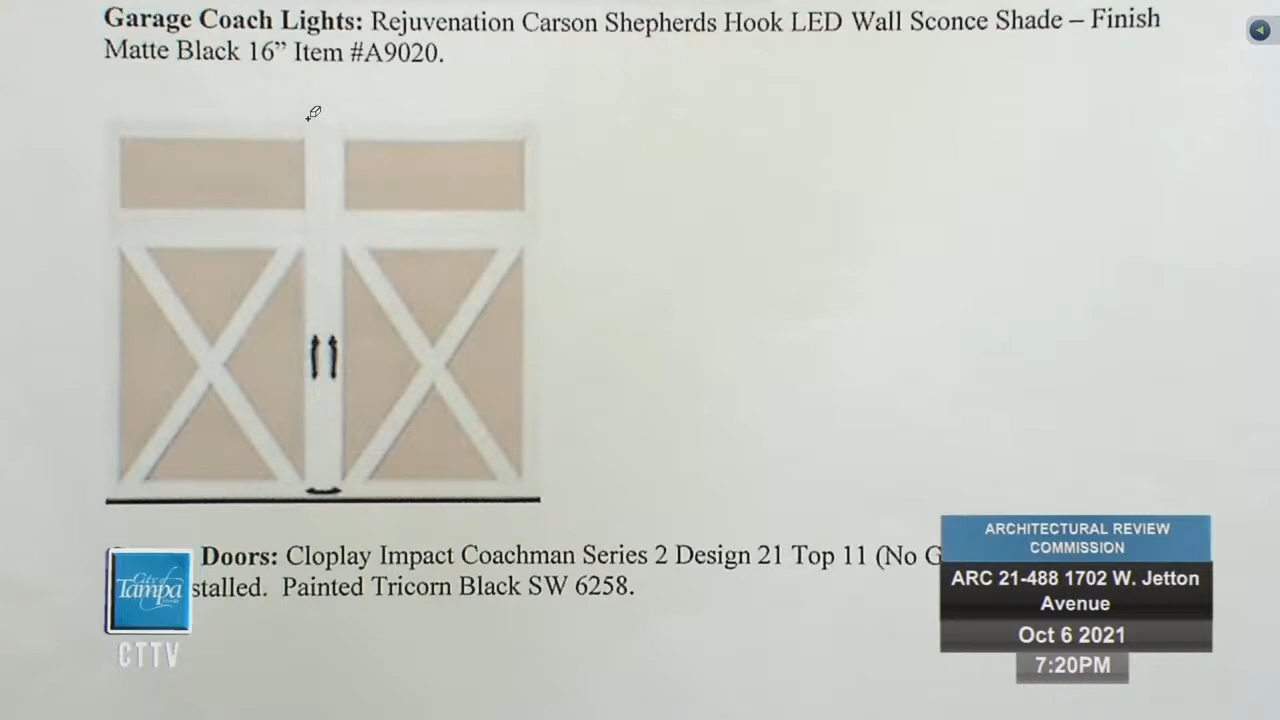 Garage Coach Lights: Rejuvenation Carson Shepherds Hook LED Wall Sconce Shade – Finish
Matte Black 16” Item #A9020.
Doors: Cloplay Impact Coachman Series 2 Design 21 Top 11 (No G
stalled. Painted Tricorn Black SW 6258.
City of
Tampa
CTTV
ARCHITECTURAL REVIEW
COMMISSION
ARC 21-488 1702 W. Jetton
Avenue
Oct 6 2021
7:20PM